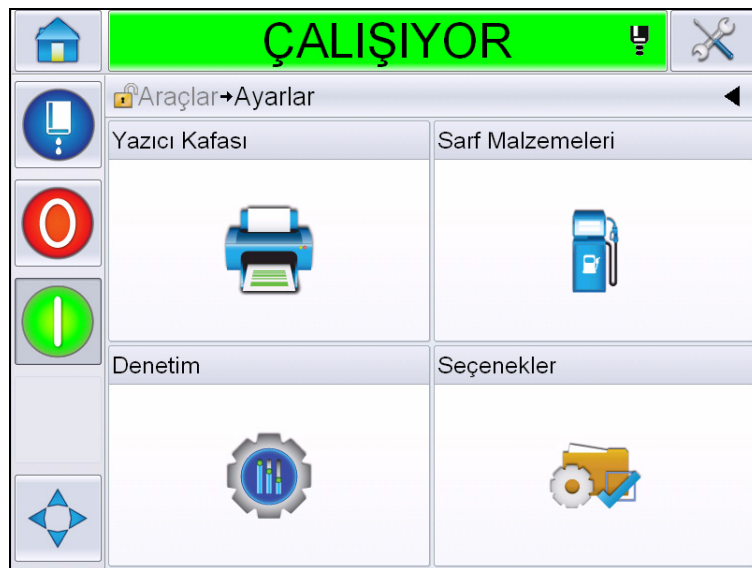 ÇALIŞIYOR
Araçlar→Ayarlar
Yazıcı Kafası
Sarf Malzemeleri
Denetim
Seçenekler